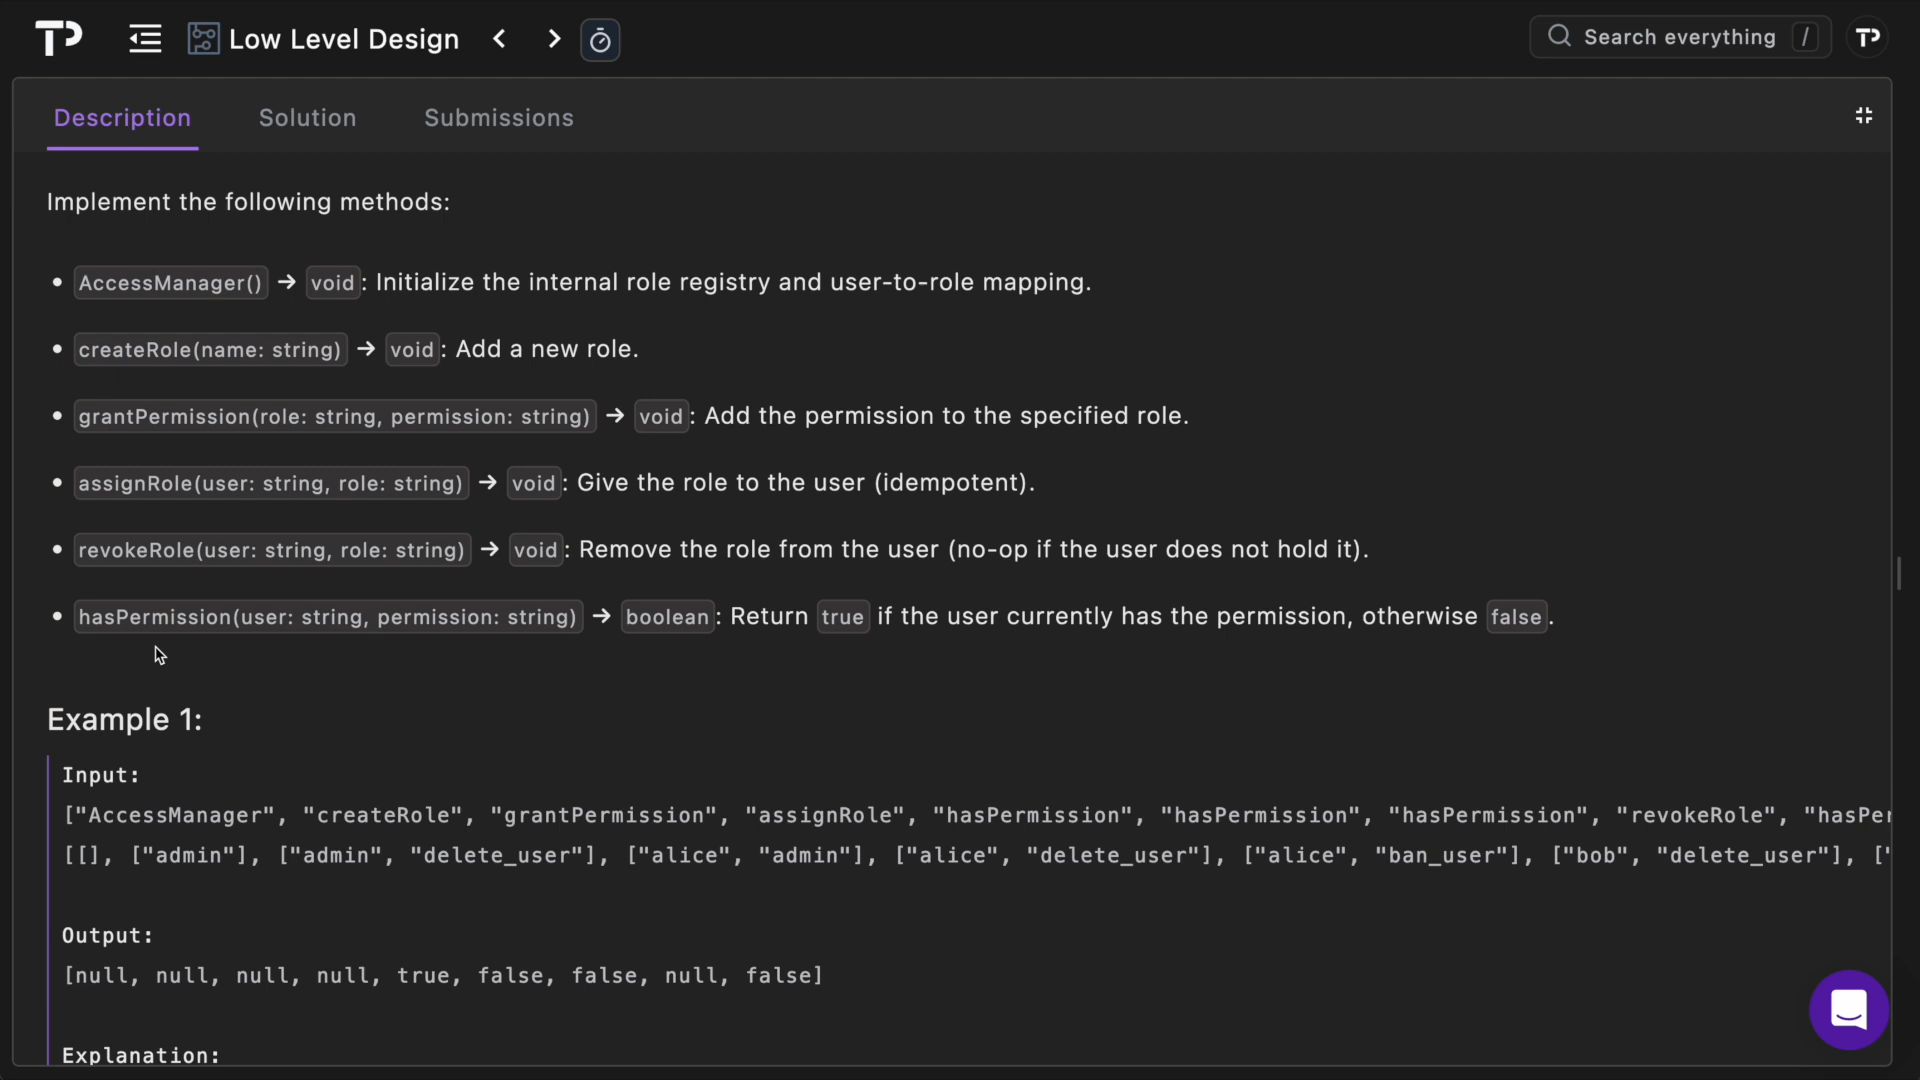 TP Low Level Design Search everything / TP
Description Solution Submissions
Implement the following methods:
• AccessManager() → void: Initialize the internal role registry and user-to-role mapping.
• createRole(name: string) → void: Add a new role.
• grantPermission(role: string, permission: string) → void: Add the permission to the specified role.
• assignRole(user: string, role: string) → void: Give the role to the user (idempotent).
• revokeRole(user: string, role: string) → void: Remove the role from the user (no-op if the user does not hold it).
• hasPermission(user: string, permission: string) → boolean: Return true if the user currently has the permission, otherwise false.
Example 1:
Input:
["AccessManager", "createRole", "grantPermission", "assignRole", "hasPermission", "hasPermission", "hasPermission", "revokeRole", "hasPer
[[], ["admin"], ["admin", "delete_user"], ["alice", "admin"], ["alice", "delete_user"], ["alice", "ban_user"], ["bob", "delete_user"], ["
Output:
[null, null, null, null, true, false, false, null, false]
Explanation: